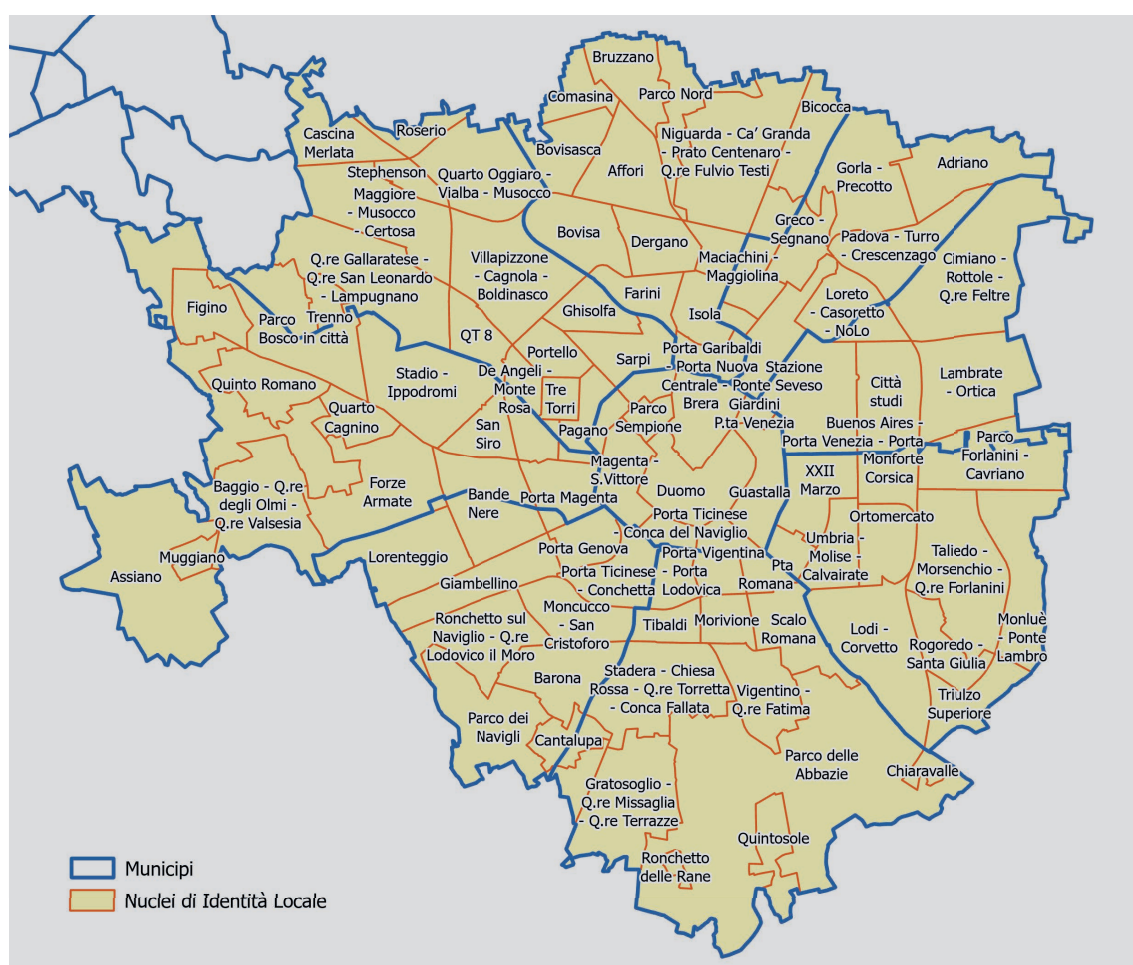 Bruzzano
Comasina
Parco Nord
Bicocca
Cascina
Merlata
Roserio
Bovisasca
Affori
Niguarda - Ca' Granda
- Prato Centenaro -
Q.re Fulvio Testi
Gorla -
Precotto
Adriano
Stephenson
Maggiore
- Musocco
- Certosa
Quarto Oggiaro -
Vialba - Musocco
Bovisa
Dergano
Greco -
Segnano
Padova - Turro
- Crescenzago
Cimiano -
Rottole -
Q.re Feltre
Q.re Gallaratese -
Q.re San Leonardo
- Lampugnano
Villapizzone
- Cagnola -
Boldinasco
Maciachini -
Maggiolina
Farini
Ghisolfa
Isola
Loreto
- Casoretto
- NoLo
Figino
Parco
Bosco in città
Trenno
QT 8
Portello
Sarpi
Porta Garibaldi
- Porta Nuova
Stazione
Centrale - Ponte Seveso
Stadio -
Ippodromi
De Angeli -
Monte
Rosa
Tre
Torri
Città
studi
Lambrate
- Ortica
Quinto Romano
Quarto
Cagnino
San
Siro
Pagano
Parco
Sempione
Brera
Giardini
P.ta Venezia
Buenos Aires -
Porta Venezia - Porta
Monforte
Parco
Forlanini -
Cavriano
Magenta -
S.Vittore
XXII
Marzo
Corsica
Baggio - Q.re
degli Olmi -
Q.re Valsesia
Forze
Armate
Bande
Nere
Porta Magenta
Duomo
Guastalla
Porta Ticinese
- Conca del Naviglio
Ortomercato
Assiano
Muggiano
Lorenteggio
Porta Genova
Porta Vigentina
- Porta
Lodovica
Pta
Romana
Umbria -
Molise -
Calvairate
Taliedo -
Morsenchio -
Q.re Forlanini
Giambellino
Porta Ticinese
- Conchetta
Ronchetto sul
Naviglio - Q.re
Lodovico il Moro
Moncucco
- San
Cristoforo
Tibaldi
Morivione
Scalo
Romana
Lodi -
Corvetto
Rogoredo -
Santa Giulia
Monluè
- Ponte
Lambro
Barona
Stadera - Chiesa
Rossa - Q.re Torretta
- Conca Fallata
Vigentino -
Q.re Fatima
Triulzo
Superiore
Parco dei
Navigli
Cantalupa
Parco delle
Abbazie
Chiaravalle
Gratosoglio -
Q.re Missaglia
- Q.re Terrazze
Quintosole
Ronchetto
delle Rane
Municipi
Nuclei di Identità Locale